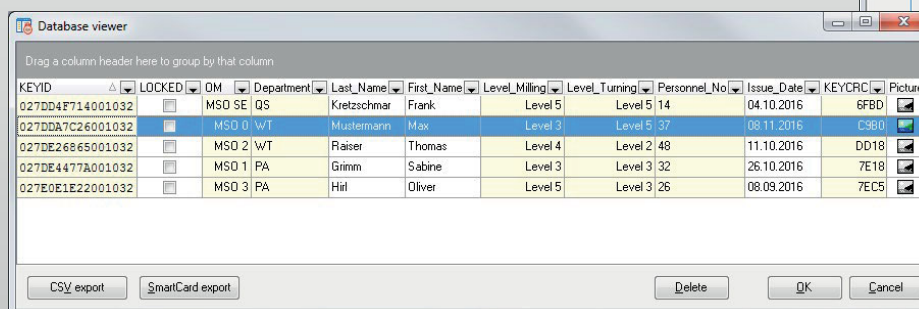 Database viewer
Drag a column header here to group by that column
KEYID LOCKED OM Department Last_Name First_Name Level_Milling Level_Turning Personnel_No Issue_Date KEYCRC Picture
027DD4F714001032 MSO SE QS Kretzschmar Frank Level 5 Level 5 14 04.10.2016 6FBD
027DDA7C26001032 MSO 0 WT Mustermann Max Level 3 Level 5 37 08.11.2016 C9B0
027DE26865001032 MSO 2 WT Raiser Thomas Level 4 Level 2 48 11.10.2016 DD18
027DE4477A001032 MSO 1 PA Grimm Sabine Level 3 Level 3 32 26.10.2016 7E18
027E0E1E22001032 MSO 3 PA Hirl Oliver Level 5 Level 3 26 08.09.2016 7EC5
CSV export SmartCard export Delete OK Cancel